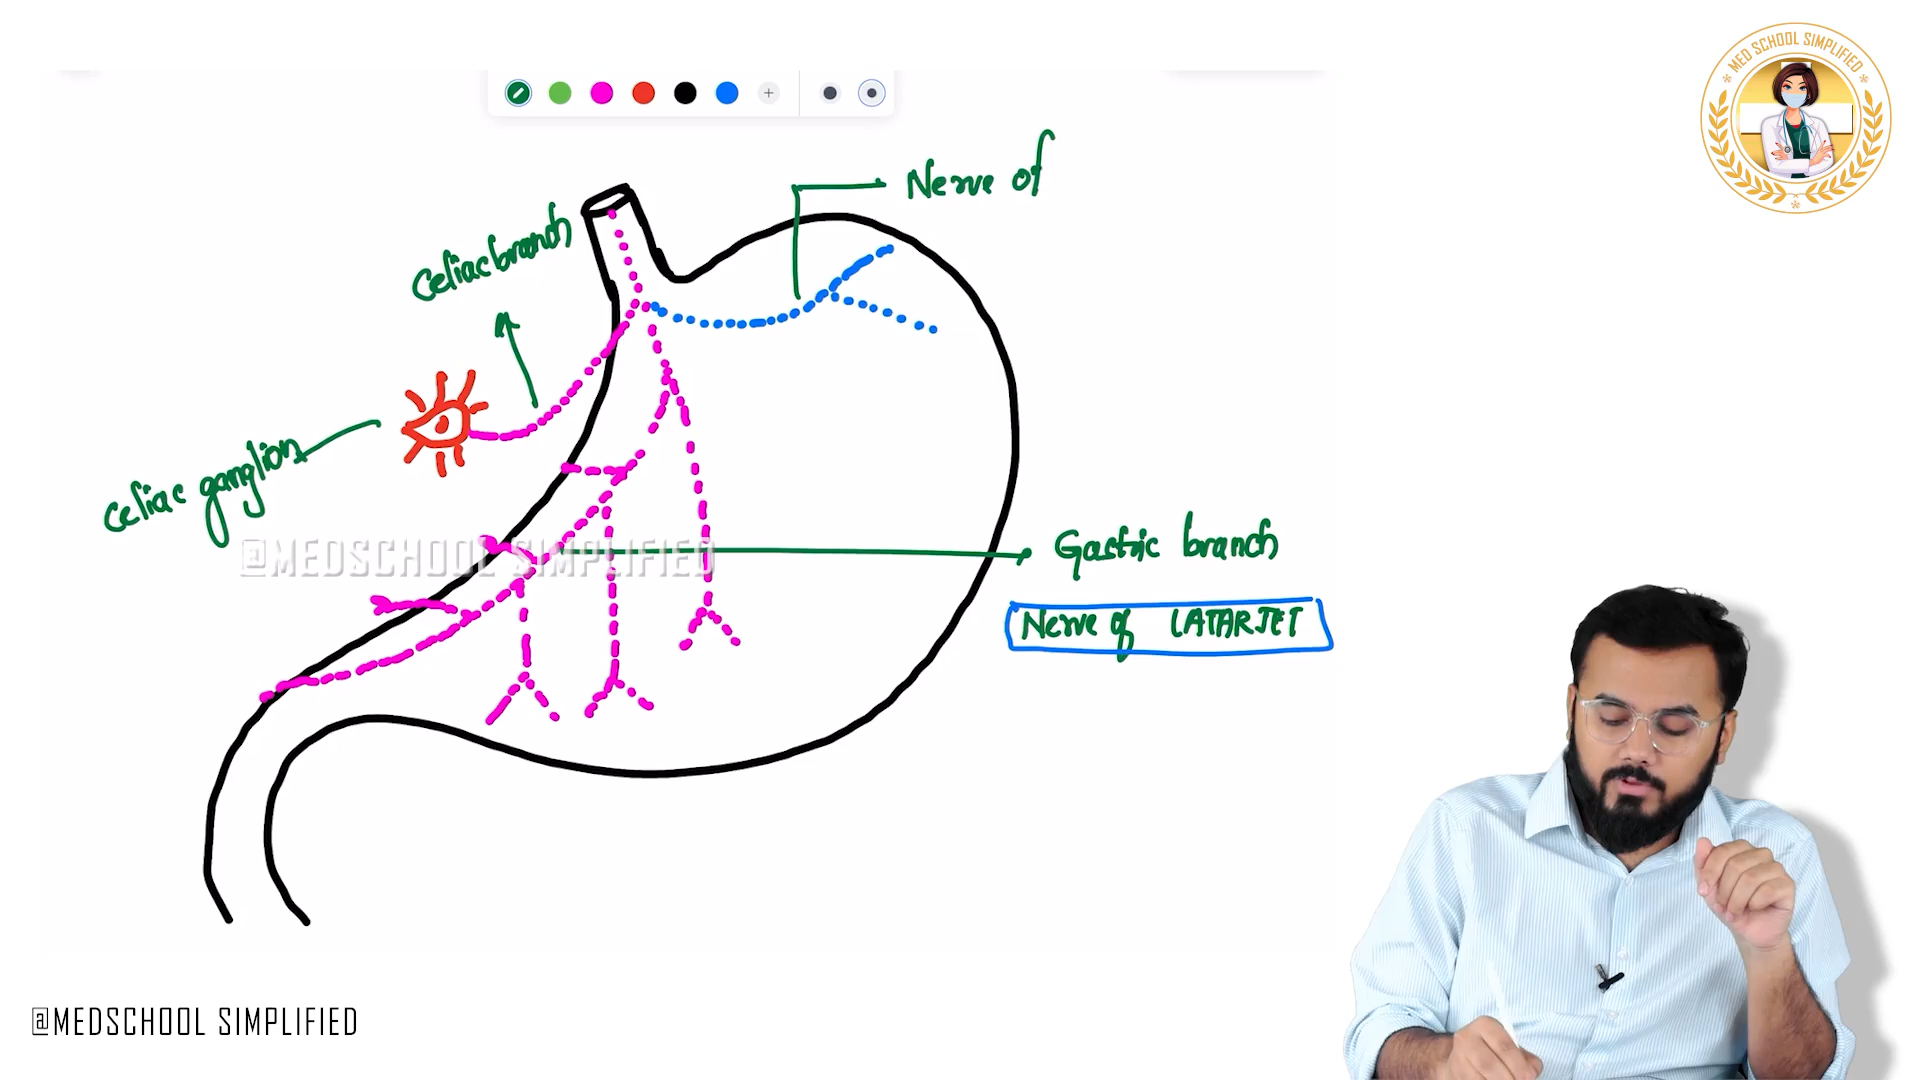 MED SCHOOL SIMPLIFIED
Nerve of
Celiac branch
Celiac ganglion
Gastric branch
@MEDSCHOOL SIMPLIFIED
Nerve of LATARJET
@MEDSCHOOL SIMPLIFIED